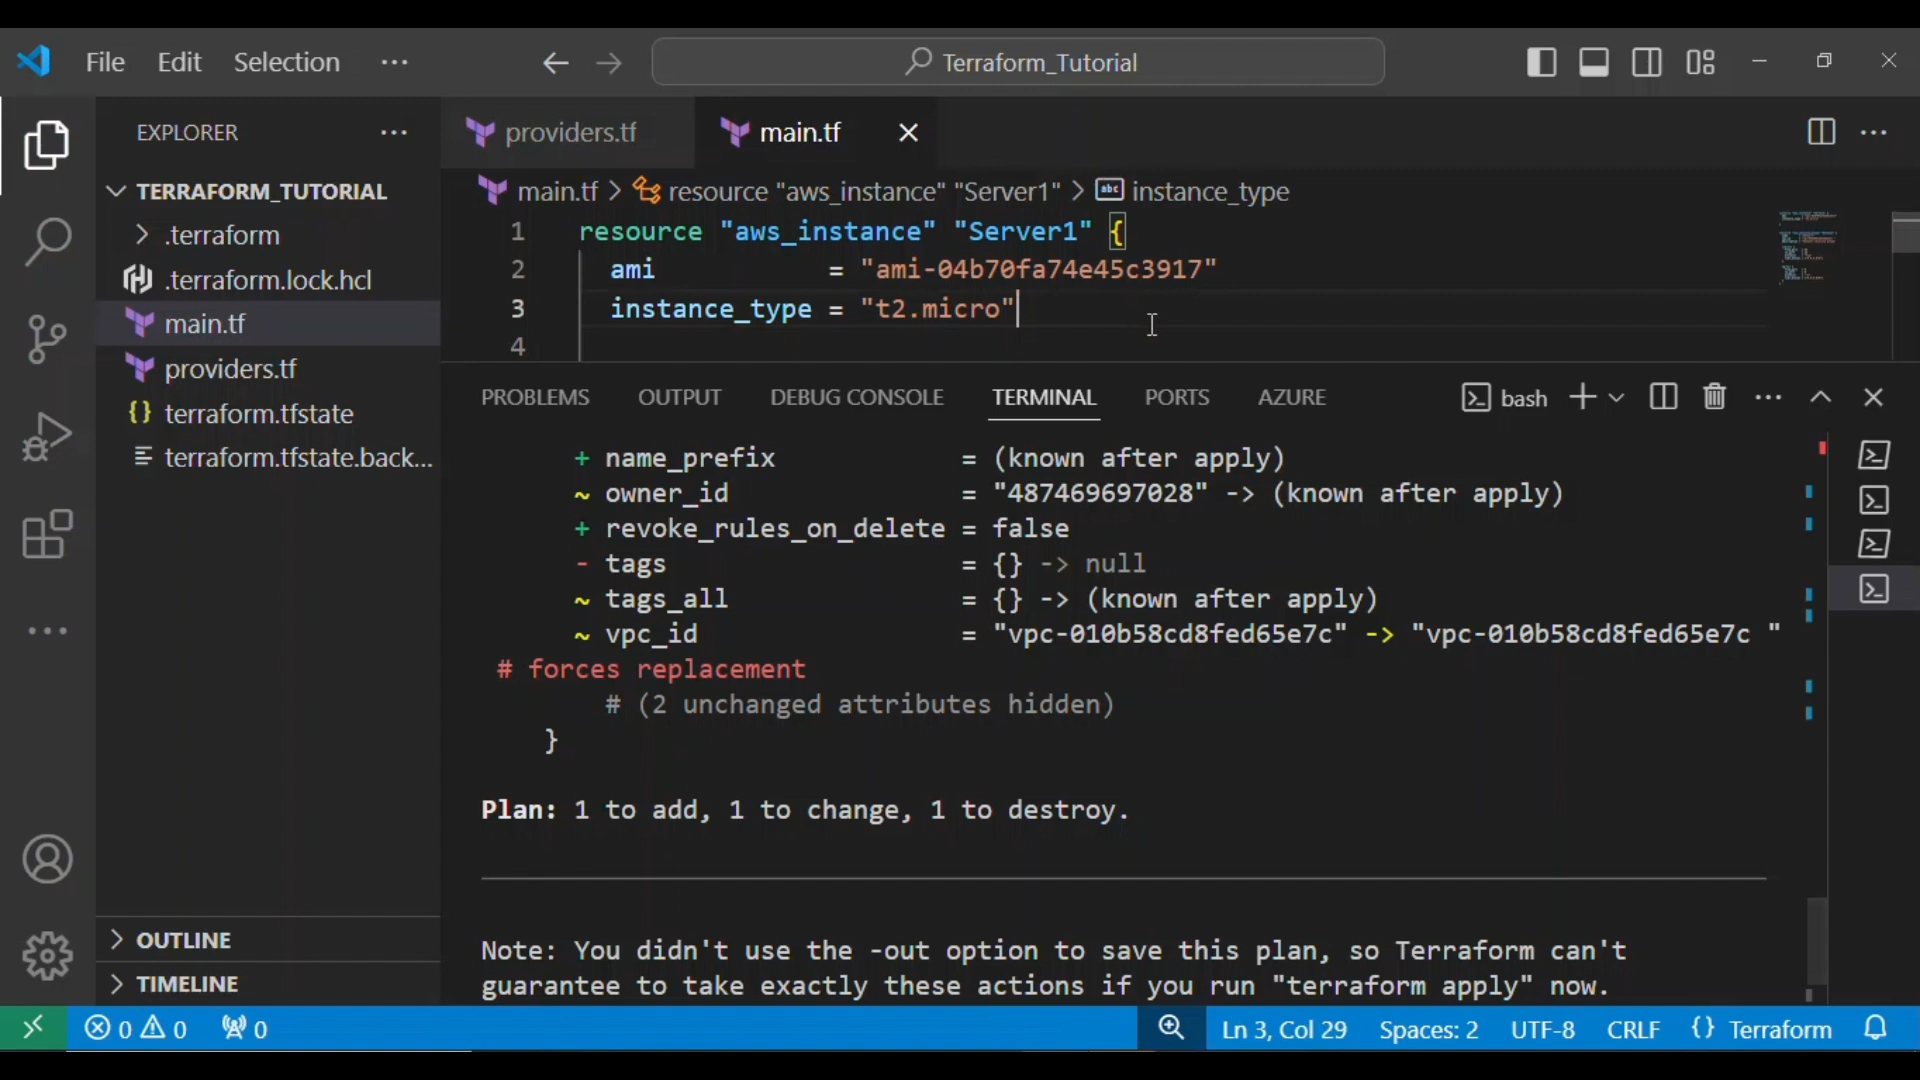 File Edit Selection ··· Terraform_Tutorial
EXPLORER ···
TERRAFORM_TUTORIAL
.terraform
.terraform.lock.hcl
main.tf
providers.tf
terraform.tfstate
terraform.tfstate.back...
OUTLINE
TIMELINE
providers.tf main.tf
main.tf > resource "aws_instance" "Server1" > instance_type
1 resource "aws_instance" "Server1" {
2 ami = "ami-04b70fa74e45c3917"
3 instance_type = "t2.micro"
4
PROBLEMS OUTPUT DEBUG CONSOLE TERMINAL PORTS AZURE bash
+ name_prefix = (known after apply)
~ owner_id = "487469697028" -> (known after apply)
+ revoke_rules_on_delete = false
- tags = {} -> null
~ tags_all = {} -> (known after apply)
~ vpc_id = "vpc-010b58cd8fed65e7c" -> "vpc-010b58cd8fed65e7c "
# forces replacement
# (2 unchanged attributes hidden)
}
Plan: 1 to add, 1 to change, 1 to destroy.
Note: You didn't use the -out option to save this plan, so Terraform can't
guarantee to take exactly these actions if you run "terraform apply" now.
0 0 0 Ln 3, Col 29 Spaces: 2 UTF-8 CRLF {} Terraform